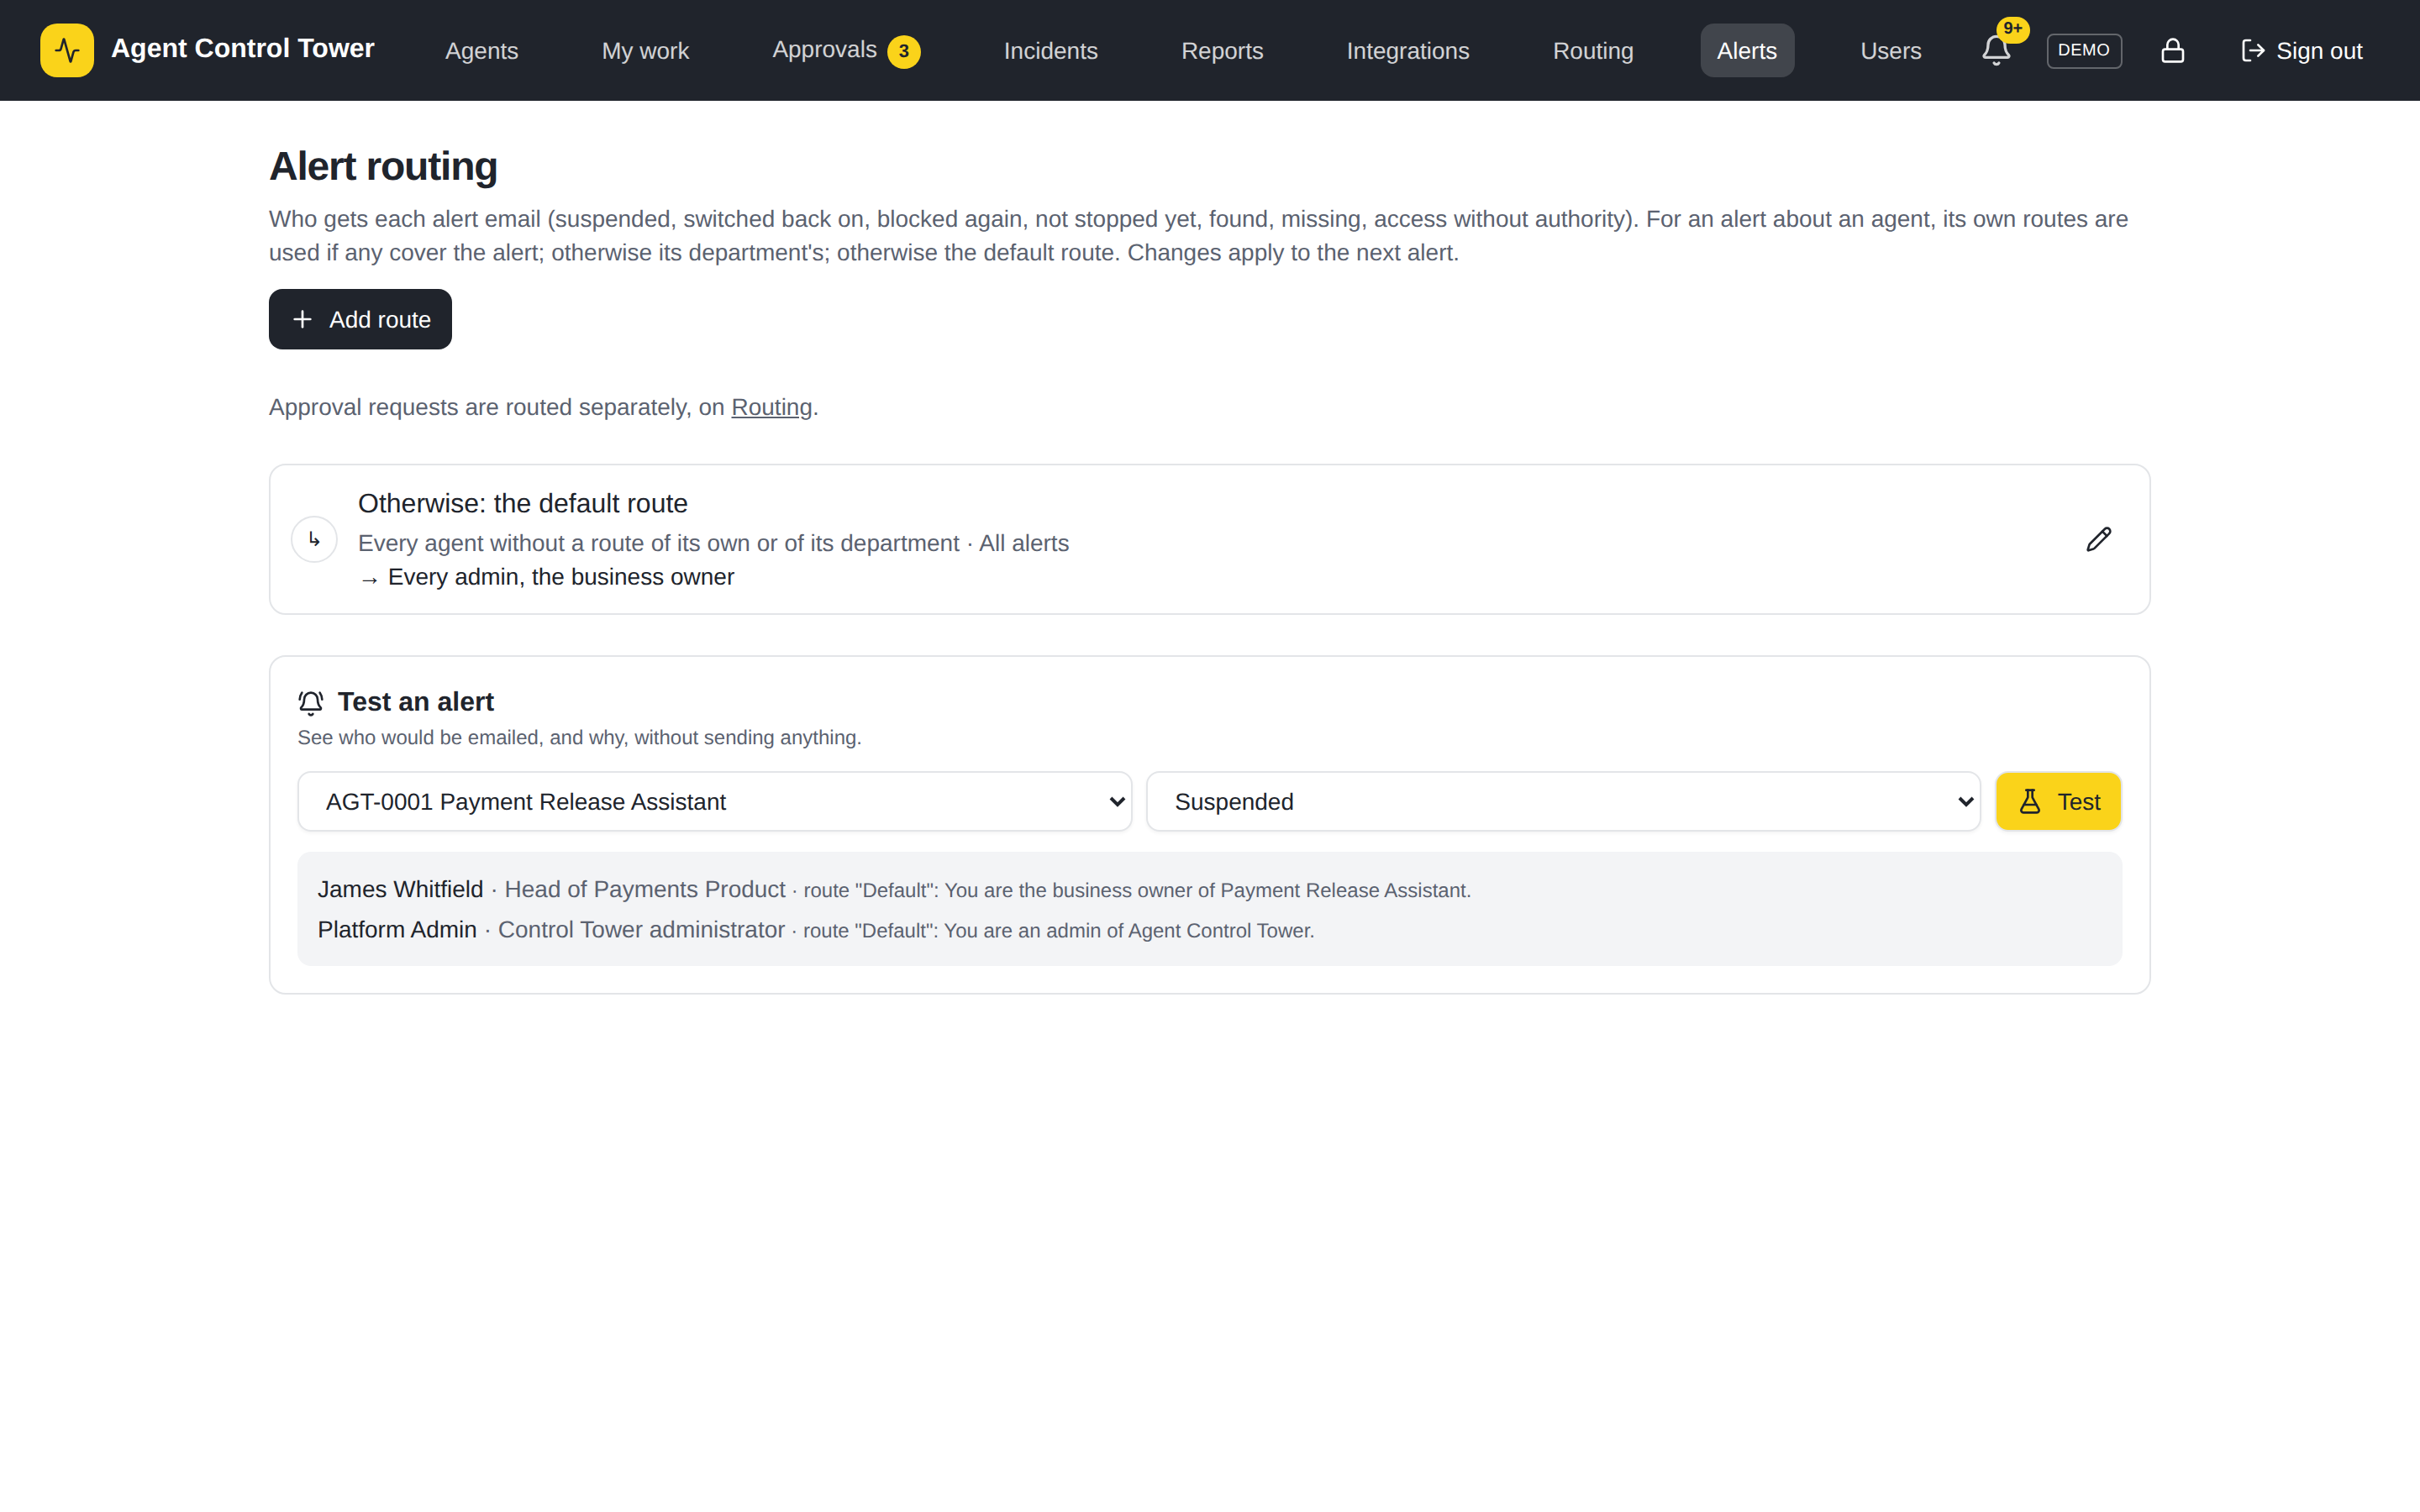 Agent Control Tower
Agents
My work
Approvals 3
Incidents
Reports
Integrations
Routing
Alerts
Users
9+
DEMO
Sign out
Alert routing
Who gets each alert email (suspended, switched back on, blocked again, not stopped yet, found, missing, access without authority). For an alert about an agent, its own routes are
used if any cover the alert; otherwise its department's; otherwise the default route. Changes apply to the next alert.
Add route
Approval requests are routed separately, on Routing.
↳
Otherwise: the default route
Every agent without a route of its own or of its department · All alerts
→ Every admin, the business owner
Test an alert
See who would be emailed, and why, without sending anything.
AGT-0001 Payment Release Assistant
Suspended
Test
James Whitfield · Head of Payments Product · route "Default": You are the business owner of Payment Release Assistant.
Platform Admin · Control Tower administrator · route "Default": You are an admin of Agent Control Tower.